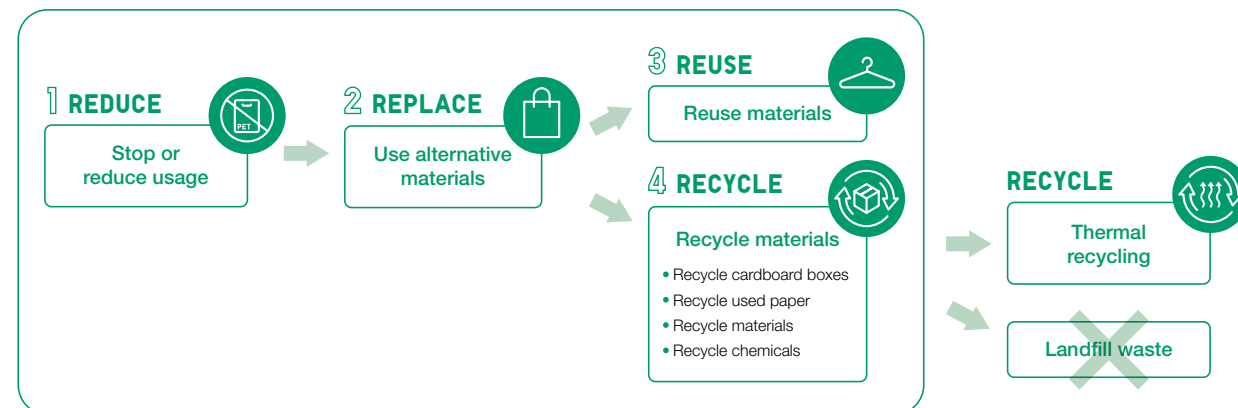 1 REDUCE
PET
Stop or
reduce usage
2 REPLACE
Use alternative
materials
3 REUSE
Reuse materials
4 RECYCLE
Recycle materials
• Recycle cardboard boxes
• Recycle used paper
• Recycle materials
• Recycle chemicals
RECYCLE
Thermal
recycling
Landfill waste